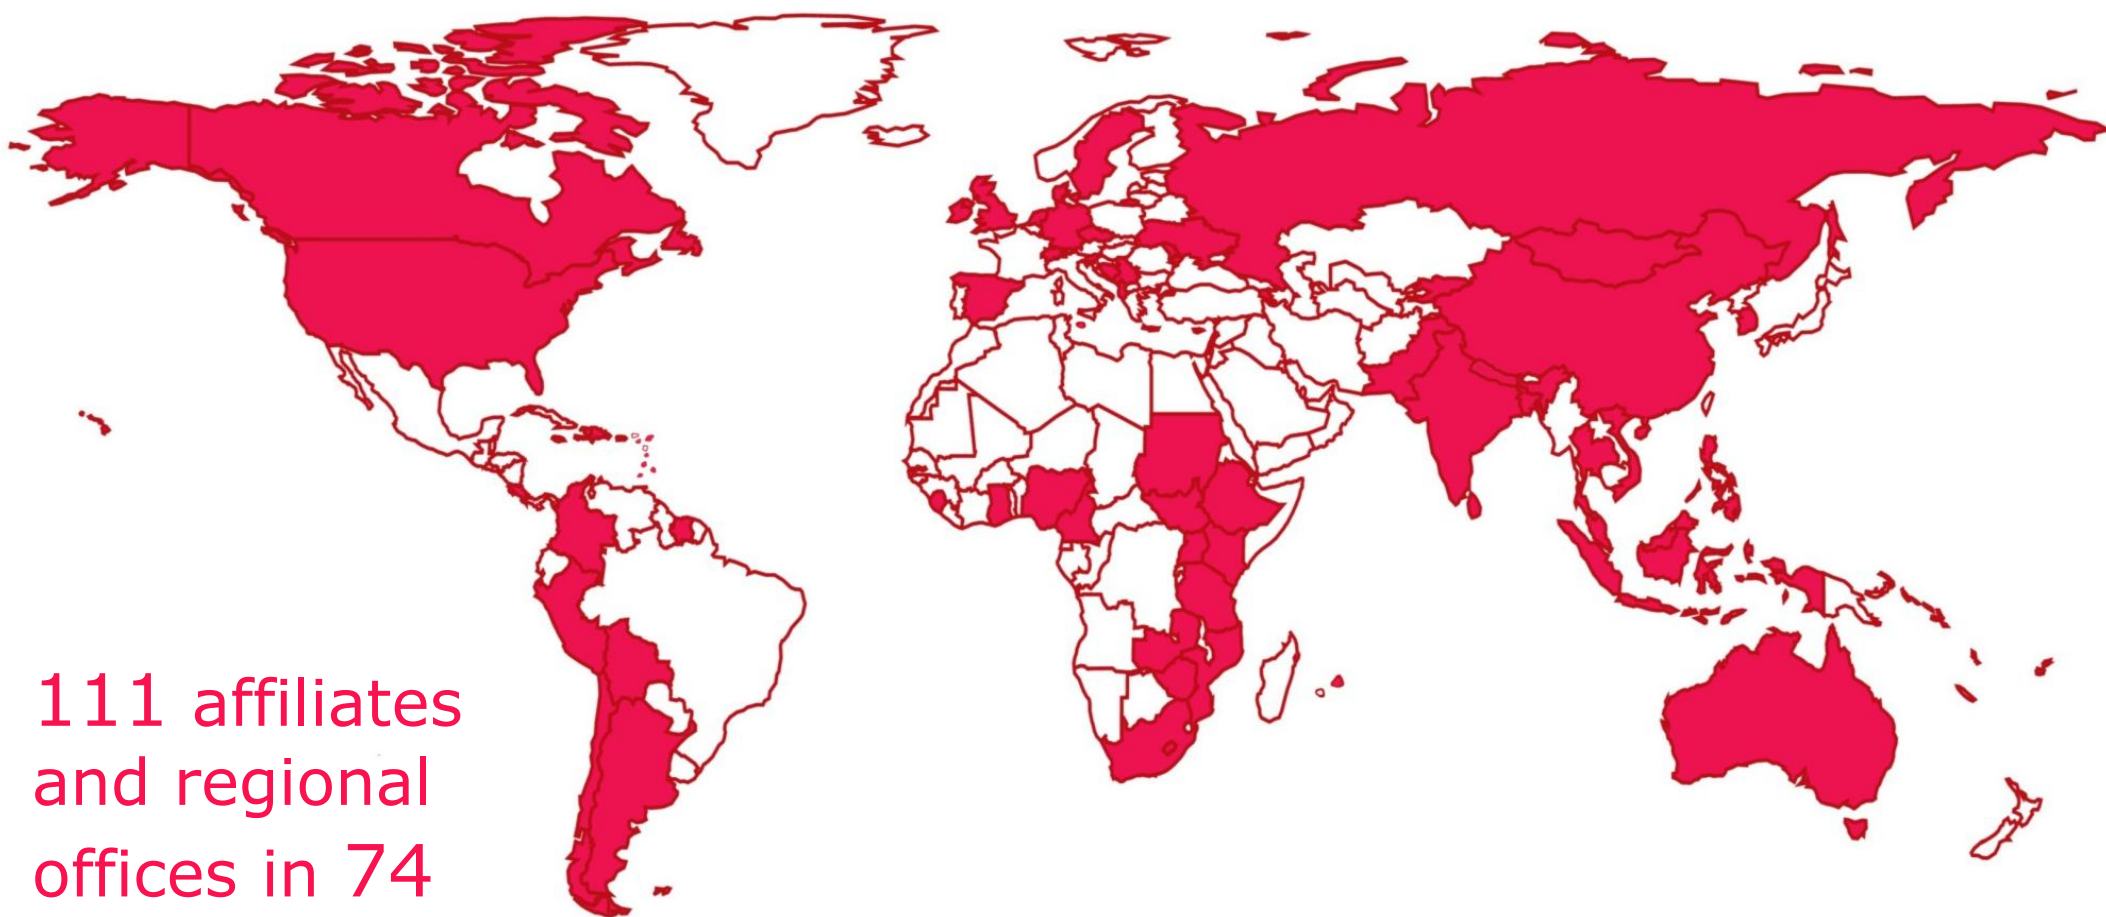 111 affiliates
and regional
offices in 74